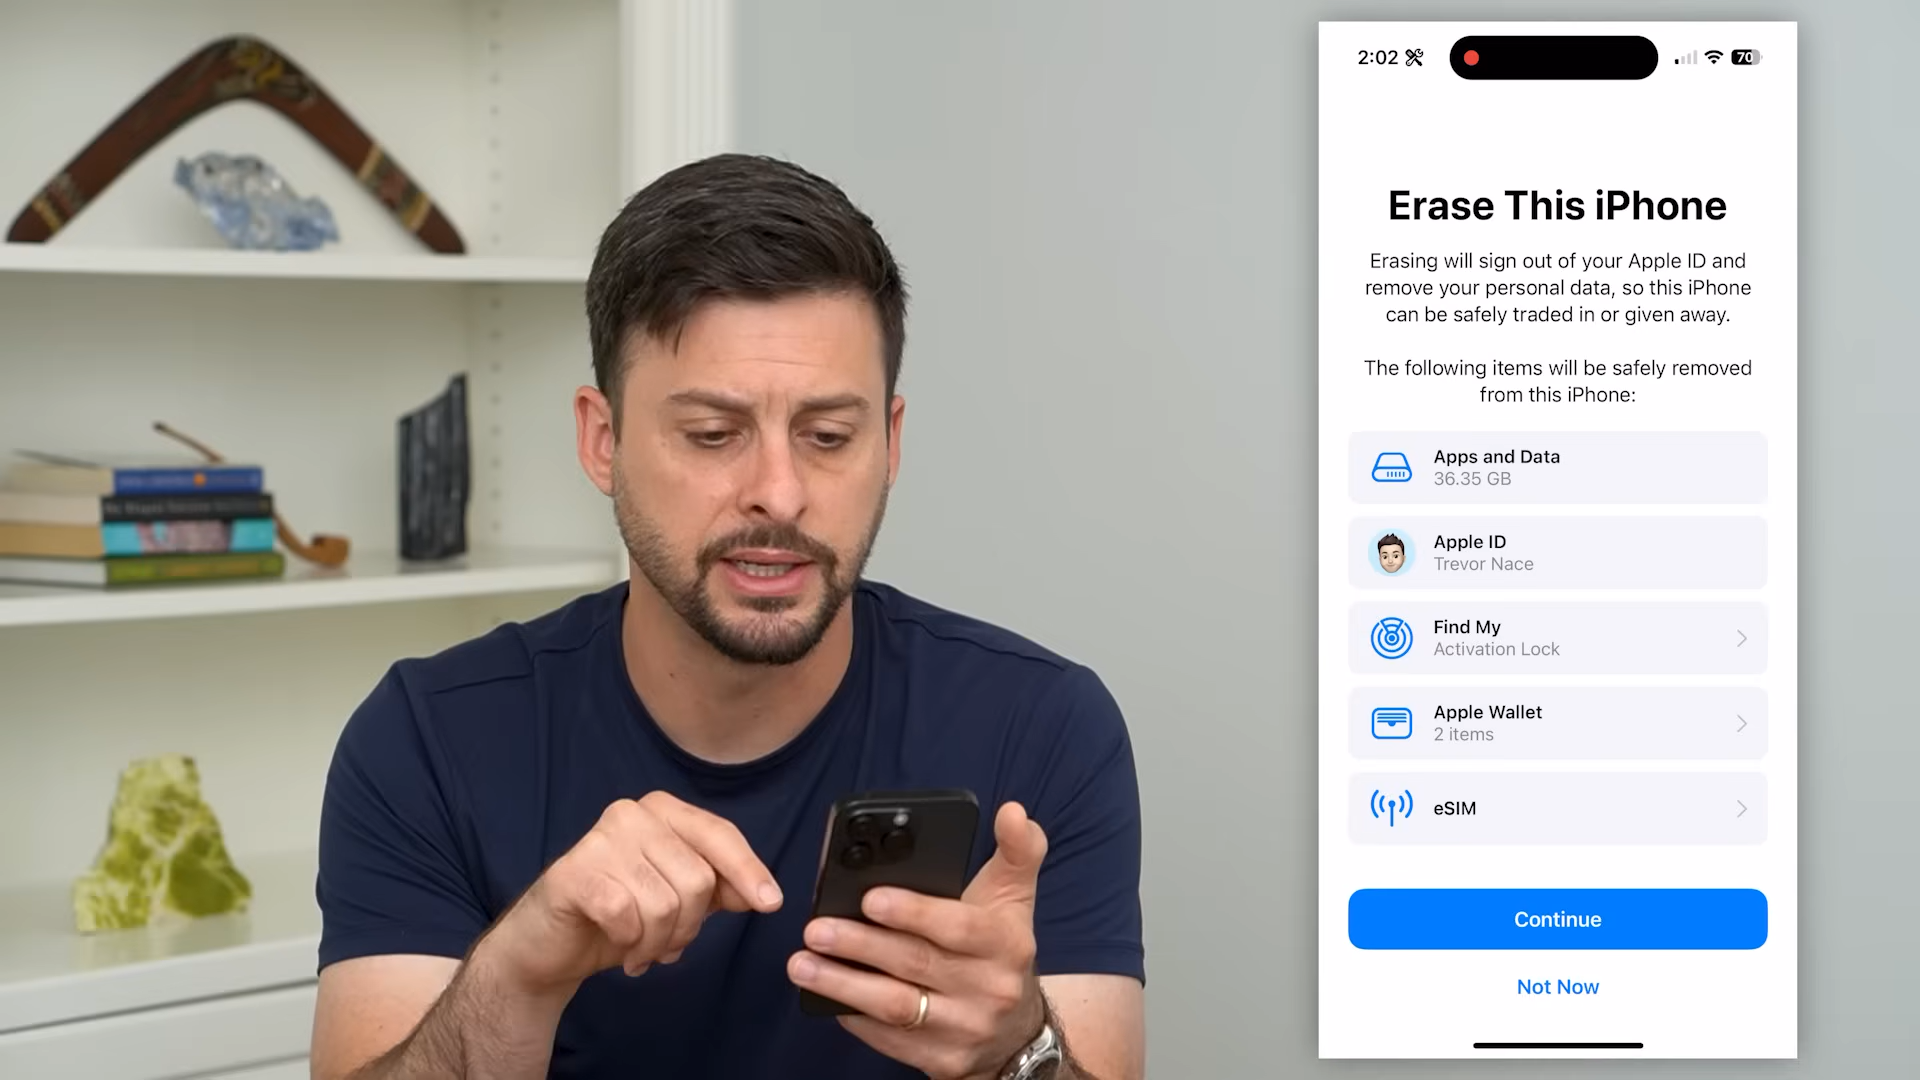 2:02
70
Erase This iPhone
Erasing will sign out of your Apple ID and
remove your personal data, so this iPhone
can be safely traded in or given away.
The following items will be safely removed
from this iPhone:
Apps and Data
36.35 GB
Apple ID
Trevor Nace
Find My
Activation Lock
Apple Wallet
2 items
eSIM
Continue
Not Now